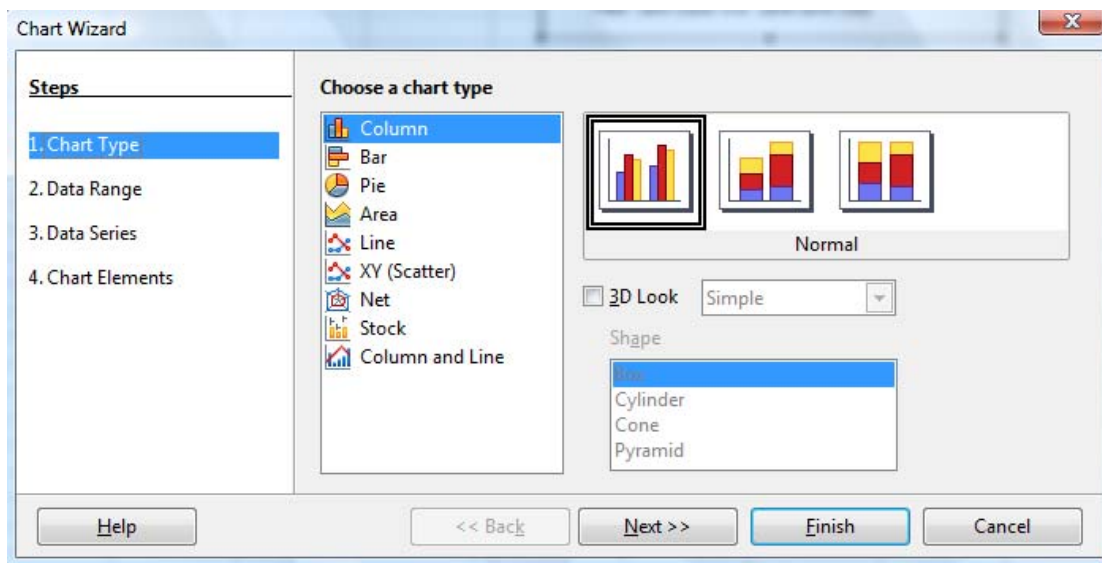 Chart Wizard
Steps
1. Chart Type
2. Data Range
3. Data Series
4. Chart Elements
Choose a chart type
Column
Bar
Pie
Area
Line
XY (Scatter)
Net
Stock
Column and Line
Normal
3D Look
Simple
Shape
Box
Cylinder
Cone
Pyramid
Help
<< Back
Next >>
Finish
Cancel